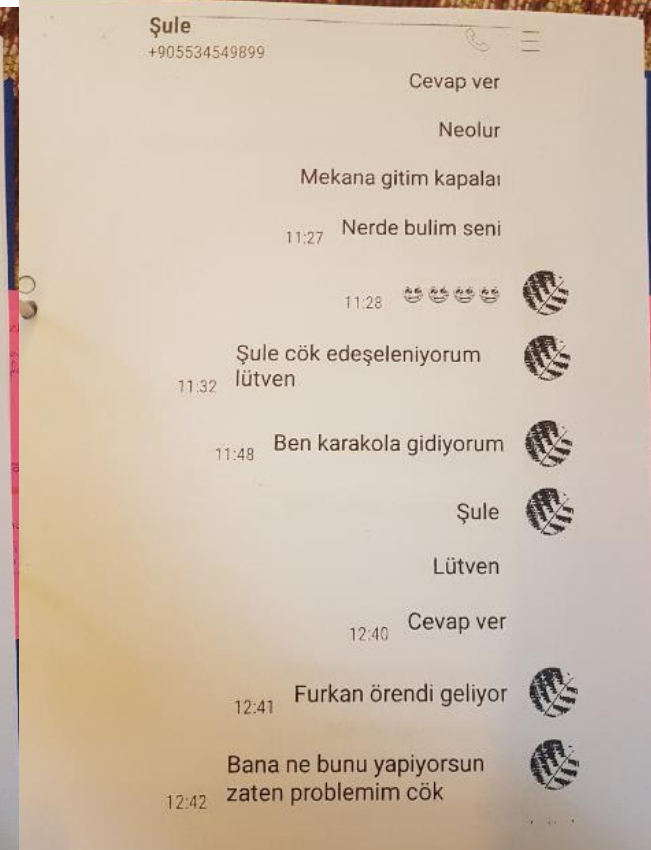 Şule
+905534549899
Cevap ver
Neolur
Mekana gitim kapalaı
Nerde bulim seni
11:27
11:28
Şule cök edeşeleniyorum
lütven
11:32
Ben karakola gidiyorum
11:48
Şule
Lütven
Cevap ver
12:40
Furkan örendi geliyor
12:41
Bana ne bunu yapiyorsun
zaten problemim cök
12:42